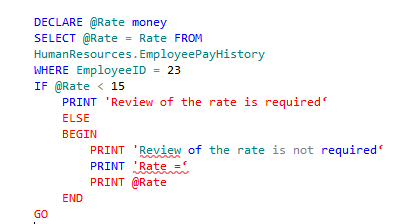 DECLARE @Rate money
SELECT @Rate = Rate FROM
HumanResources.EmployeePayHistory
WHERE EmployeeID = 23
IF @Rate < 15
PRINT 'Review of the rate is required‘
ELSE
BEGIN
PRINT 'Review of the rate is not required‘
PRINT 'Rate =‘
PRINT @Rate
END
GO